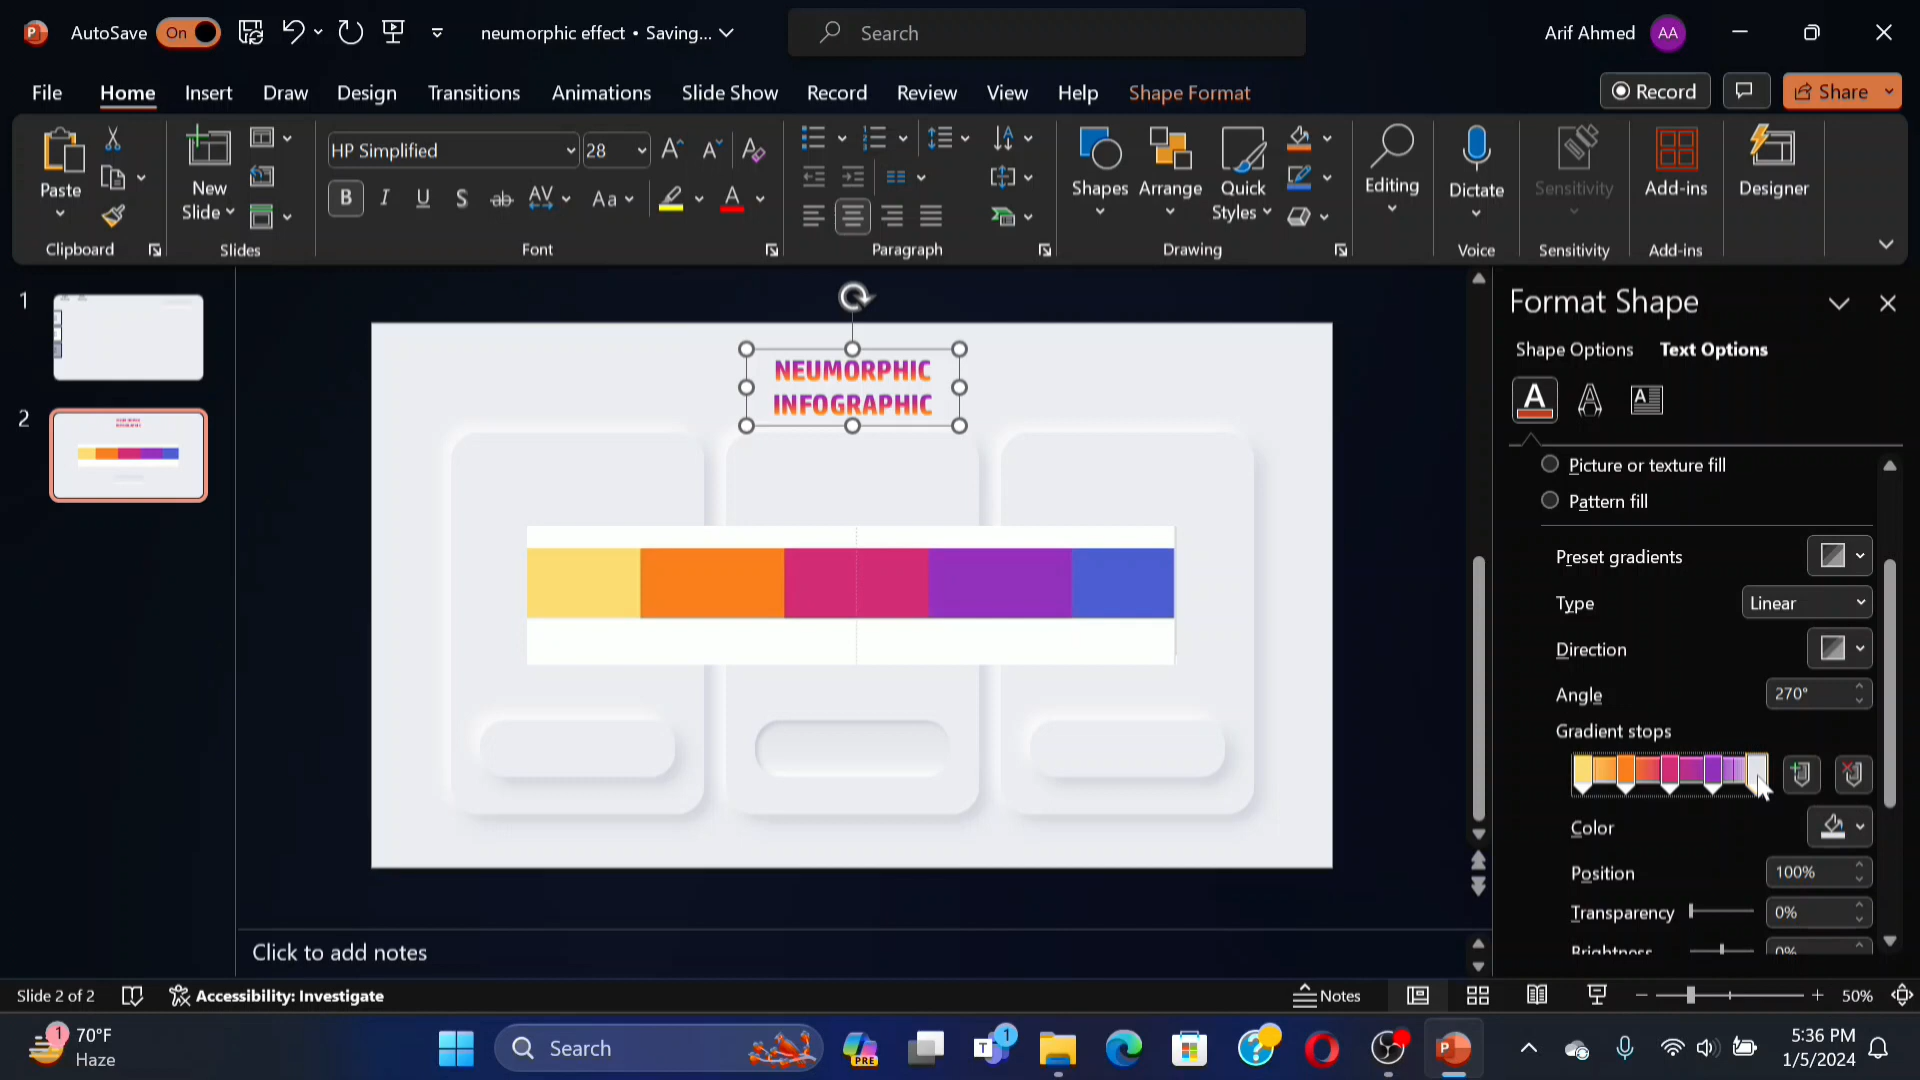 AutoSave On neumorphic effect • Saving... Search Arif Ahmed AA
File Home Insert Draw Design Transitions Animations Slide Show Record Review View Help Shape Format Record Share
Paste New Slide HP Simplified 28 Shapes Arrange Quick Styles Editing Dictate Sensitivity Add-ins Designer
Clipboard Slides Font Paragraph Drawing Voice Sensitivity Add-ins
1
2
NEUMORPHIC
INFOGRAPHIC
Format Shape
Shape Options Text Options
Picture or texture fill
Pattern fill
Preset gradients
Type Linear
Direction
Angle 270°
Gradient stops
Color
Position 100%
Transparency 0%
Brightness 0%
Click to add notes
Slide 2 of 2 Accessibility: Investigate Notes 50%
1 70°F
Haze
Search PRE T 1
5:36 PM
1/5/2024